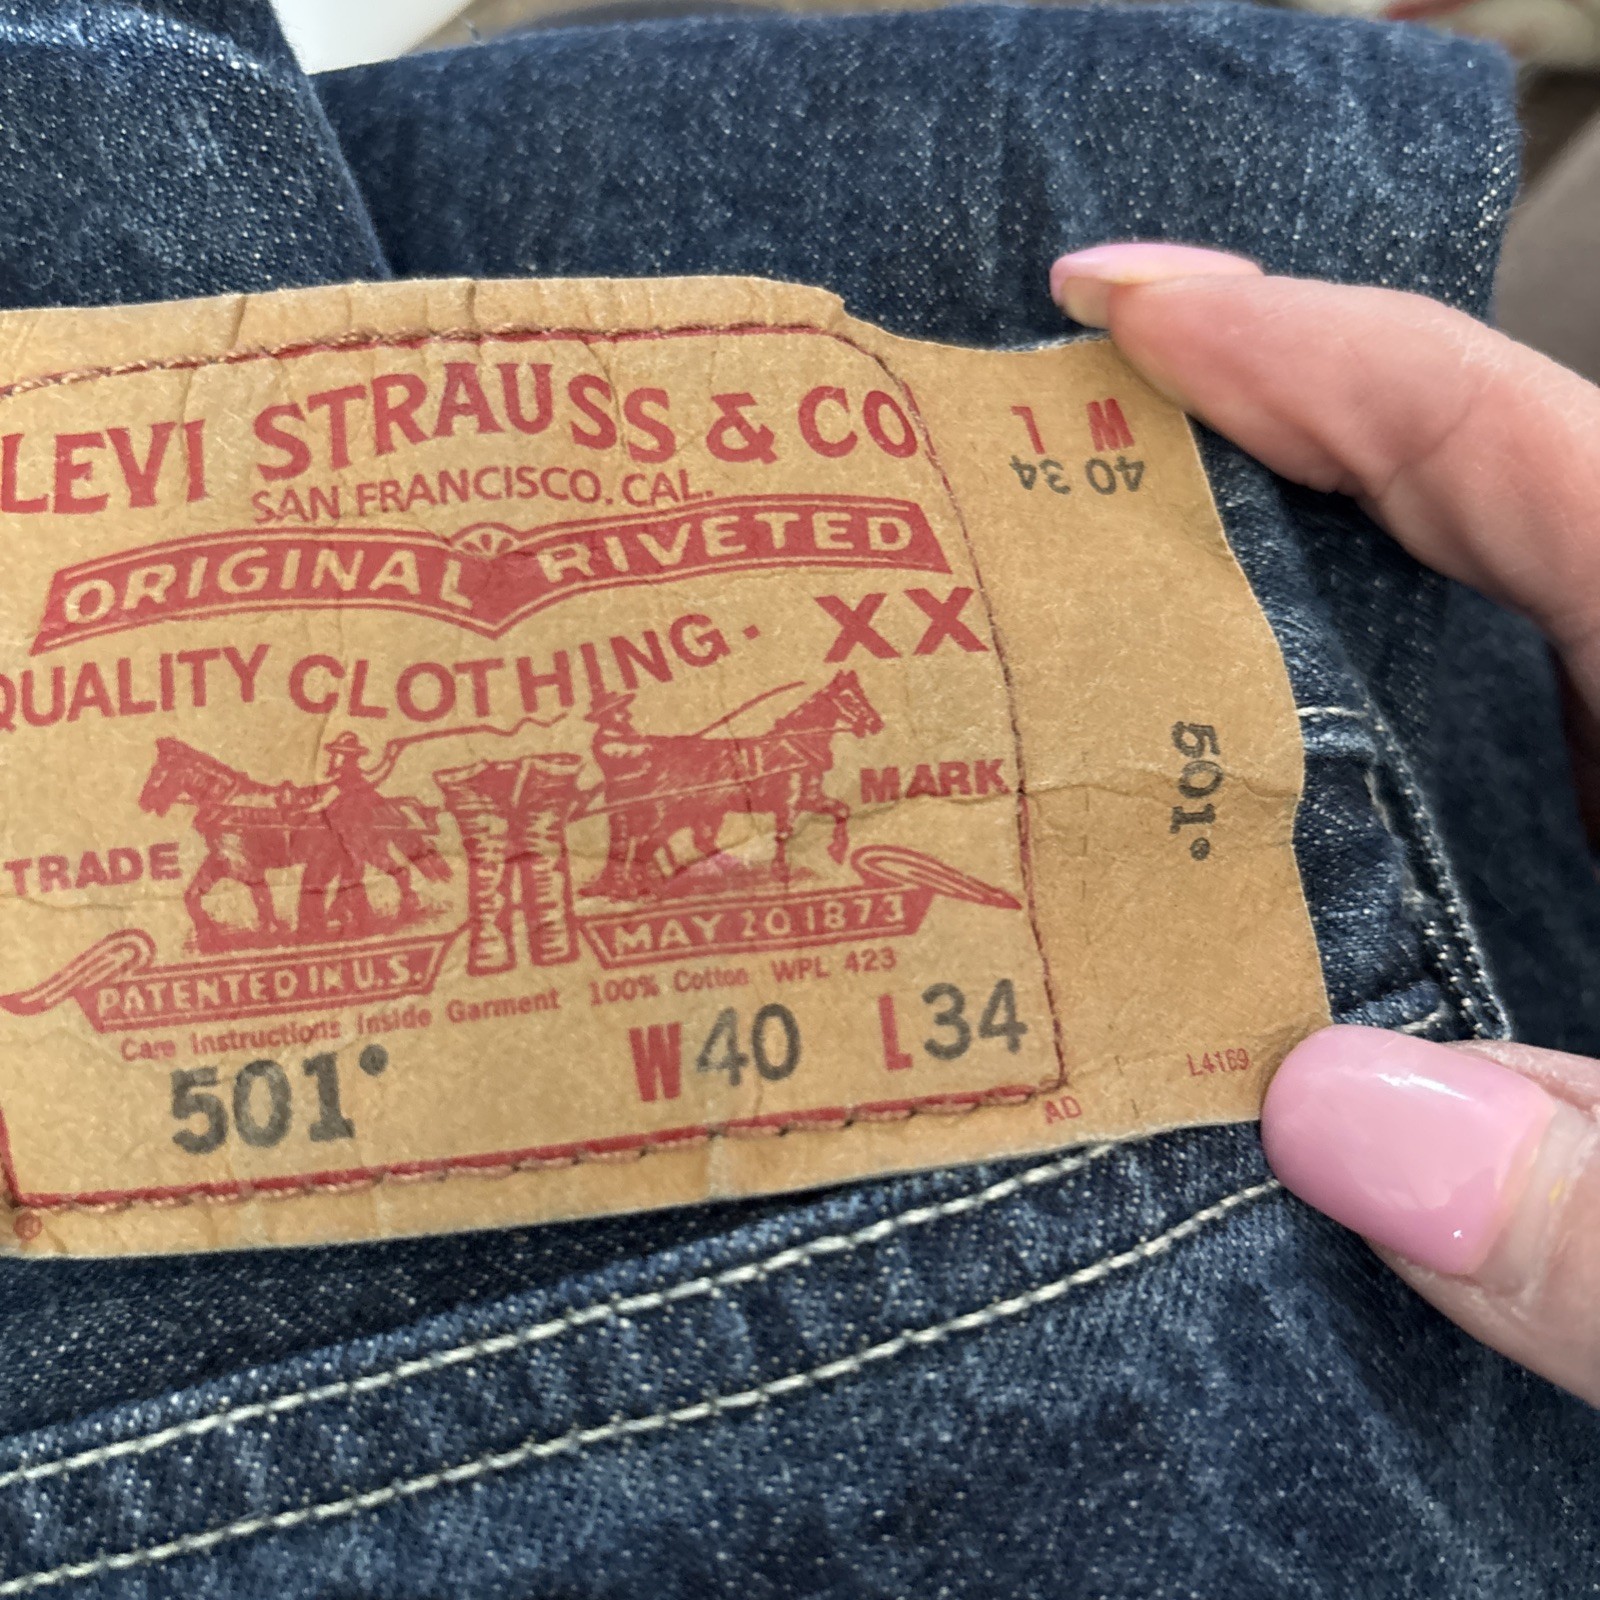 LEVI STRAUSS & CO
SAN FRANCISCO. CAL.
ORIGINAL RIVETED
QUALITY CLOTHING. XX
TRADE MARK
PATENTED IN U.S. MAY 20 1873
Care Instructions Inside Garment 100% Cotton WPL 423
501® W40 L34
AD
®
W L
40 34
501®
L4169